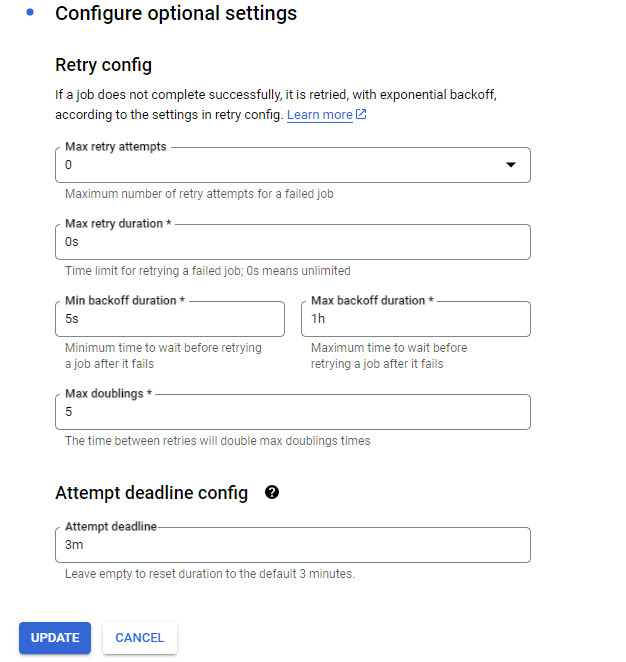 Configure optional settings
Retry config
If a job does not complete successfully, it is retried, with exponential backoff,
according to the settings in retry config. Learn more
Max retry attempts
0
Maximum number of retry attempts for a failed job
Max retry duration *
0s
Time limit for retrying a failed job; 0s means unlimited
Min backoff duration *
5s
Minimum time to wait before retrying
a job after it fails
Max backoff duration *
1h
Maximum time to wait before
retrying a job after it fails
Max doublings *
5
The time between retries will double max doublings times
Attempt deadline config ?
Attempt deadline
3m
Leave empty to reset duration to the default 3 minutes.
UPDATE CANCEL